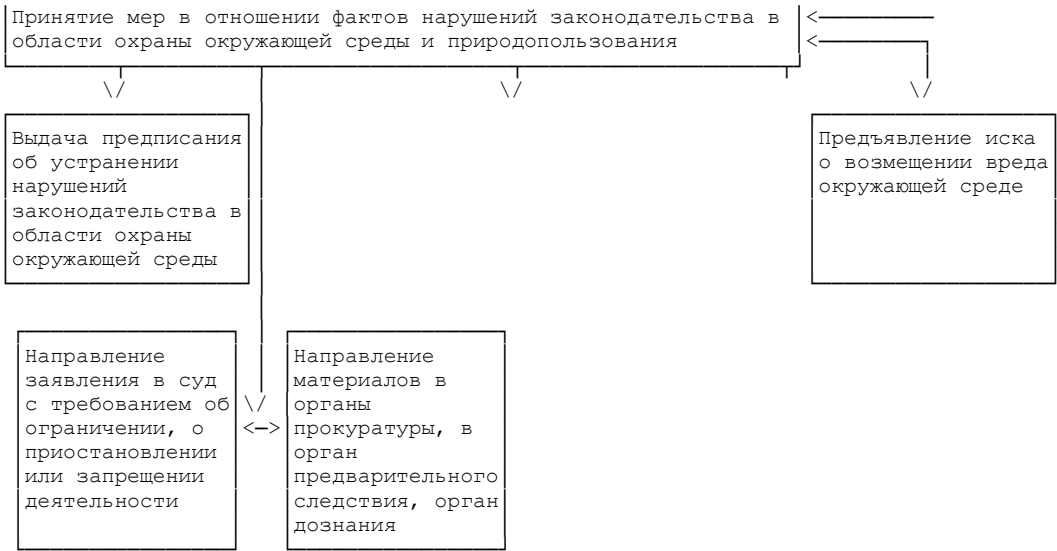 Принятие мер в отношении фактов нарушений законодательства в
области охраны окружающей среды и природопользования
Выдача предписания
об устранении
нарушений
законодательства в
области охраны
окружающей среды
Предъявление иска
о возмещении вреда
окружающей среде
Направление
заявления в суд
с требованием об
ограничении, о
приостановлении
или запрещении
деятельности
Направление
материалов в
органы
прокуратуры, в
орган
предварительного
следствия, орган
дознания